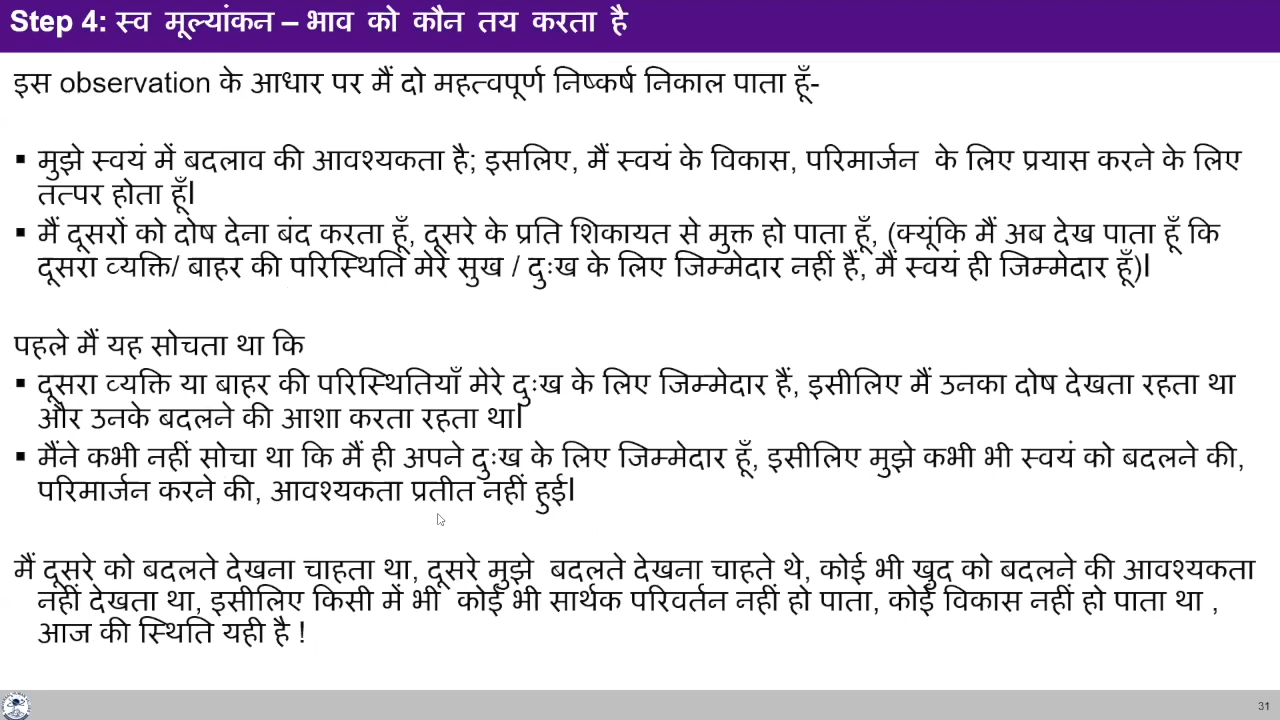 Step 4: स्व मूल्यांकन – भाव को कौन तय करता है
इस observation के आधार पर मैं दो महत्वपूर्ण निष्कर्ष निकाल पाता हूँ-
▪ मुझे स्वयं में बदलाव की आवश्यकता है; इसलिए, मैं स्वयं के विकास, परिमार्जन के लिए प्रयास करने के लिए
तत्पर होता हूँ।
▪ मैं दूसरों को दोष देना बंद करता हूँ, दूसरे के प्रति शिकायत से मुक्त हो पाता हूँ, (क्यूंकि मैं अब देख पाता हूँ कि
दूसरा व्यक्ति/ बाहर की परिस्थिति मेरे सुख / दुःख के लिए जिम्मेदार नहीं हैं, मैं स्वयं ही जिम्मेदार हूँ)।
पहले मैं यह सोचता था कि
▪ दूसरा व्यक्ति या बाहर की परिस्थितियाँ मेरे दुःख के लिए जिम्मेदार हैं, इसीलिए मैं उनका दोष देखता रहता था
और उनके बदलने की आशा करता रहता था।
▪ मैंने कभी नहीं सोचा था कि मैं ही अपने दुःख के लिए जिम्मेदार हूँ, इसीलिए मुझे कभी भी स्वयं को बदलने की,
परिमार्जन करने की, आवश्यकता प्रतीत नहीं हुई।
मैं दूसरे को बदलते देखना चाहता था, दूसरे मुझे बदलते देखना चाहते थे, कोई भी खुद को बदलने की आवश्यकता
नहीं देखता था, इसीलिए किसी में भी कोई भी सार्थक परिवर्तन नहीं हो पाता, कोई विकास नहीं हो पाता था ,
आज की स्थिति यही है !
31